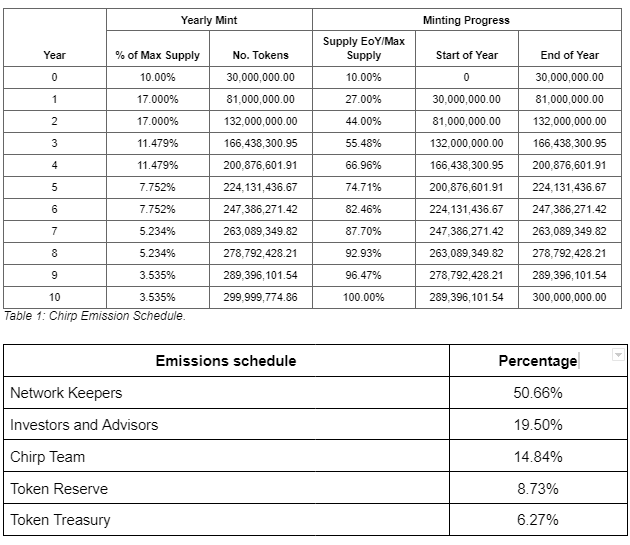 Yearly Mint Minting Progress
Year % of Max Supply No. Tokens Supply EoY/Max Supply Start of Year End of Year
0 10.00% 30,000,000.00 10.00% 0 30,000,000.00
1 17.000% 81,000,000.00 27.00% 30,000,000.00 81,000,000.00
2 17.000% 132,000,000.00 44.00% 81,000,000.00 132,000,000.00
3 11.479% 166,438,300.95 55.48% 132,000,000.00 166,438,300.95
4 11.479% 200,876,601.91 66.96% 166,438,300.95 200,876,601.91
5 7.752% 224,131,436.67 74.71% 200,876,601.91 224,131,436.67
6 7.752% 247,386,271.42 82.46% 224,131,436.67 247,386,271.42
7 5.234% 263,089,349.82 87.70% 247,386,271.42 263,089,349.82
8 5.234% 278,792,428.21 92.93% 263,089,349.82 278,792,428.21
9 3.535% 289,396,101.54 96.47% 278,792,428.21 289,396,101.54
10 3.535% 299,999,774.86 100.00% 289,396,101.54 300,000,000.00
Table 1: Chirp Emission Schedule.
Emissions schedule Percentage
Network Keepers 50.66%
Investors and Advisors 19.50%
Chirp Team 14.84%
Token Reserve 8.73%
Token Treasury 6.27%